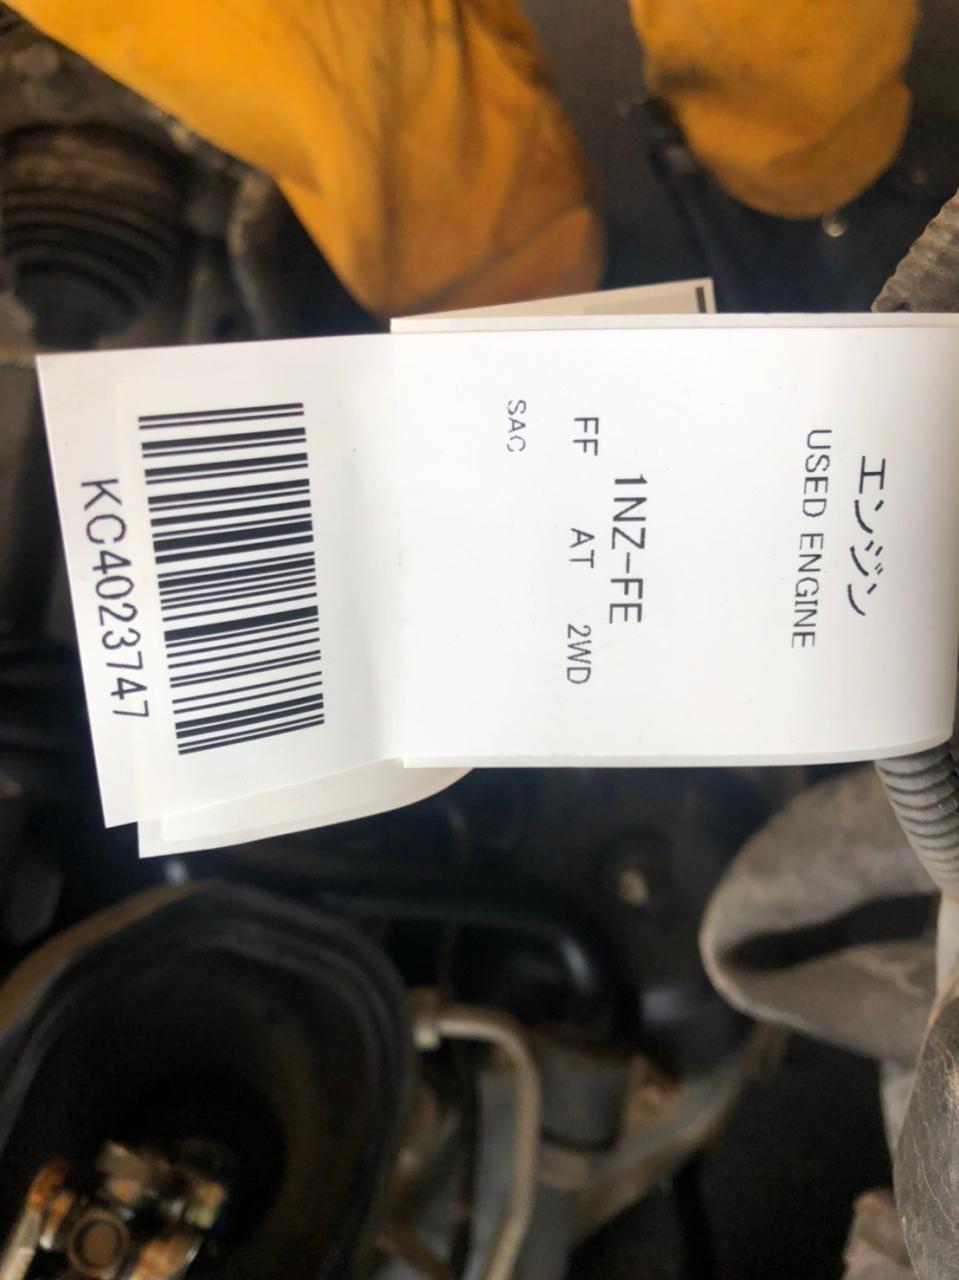 エンジン
USED ENGINE
1NZ-FE
FF AT 2WD
SAC
KC4023747